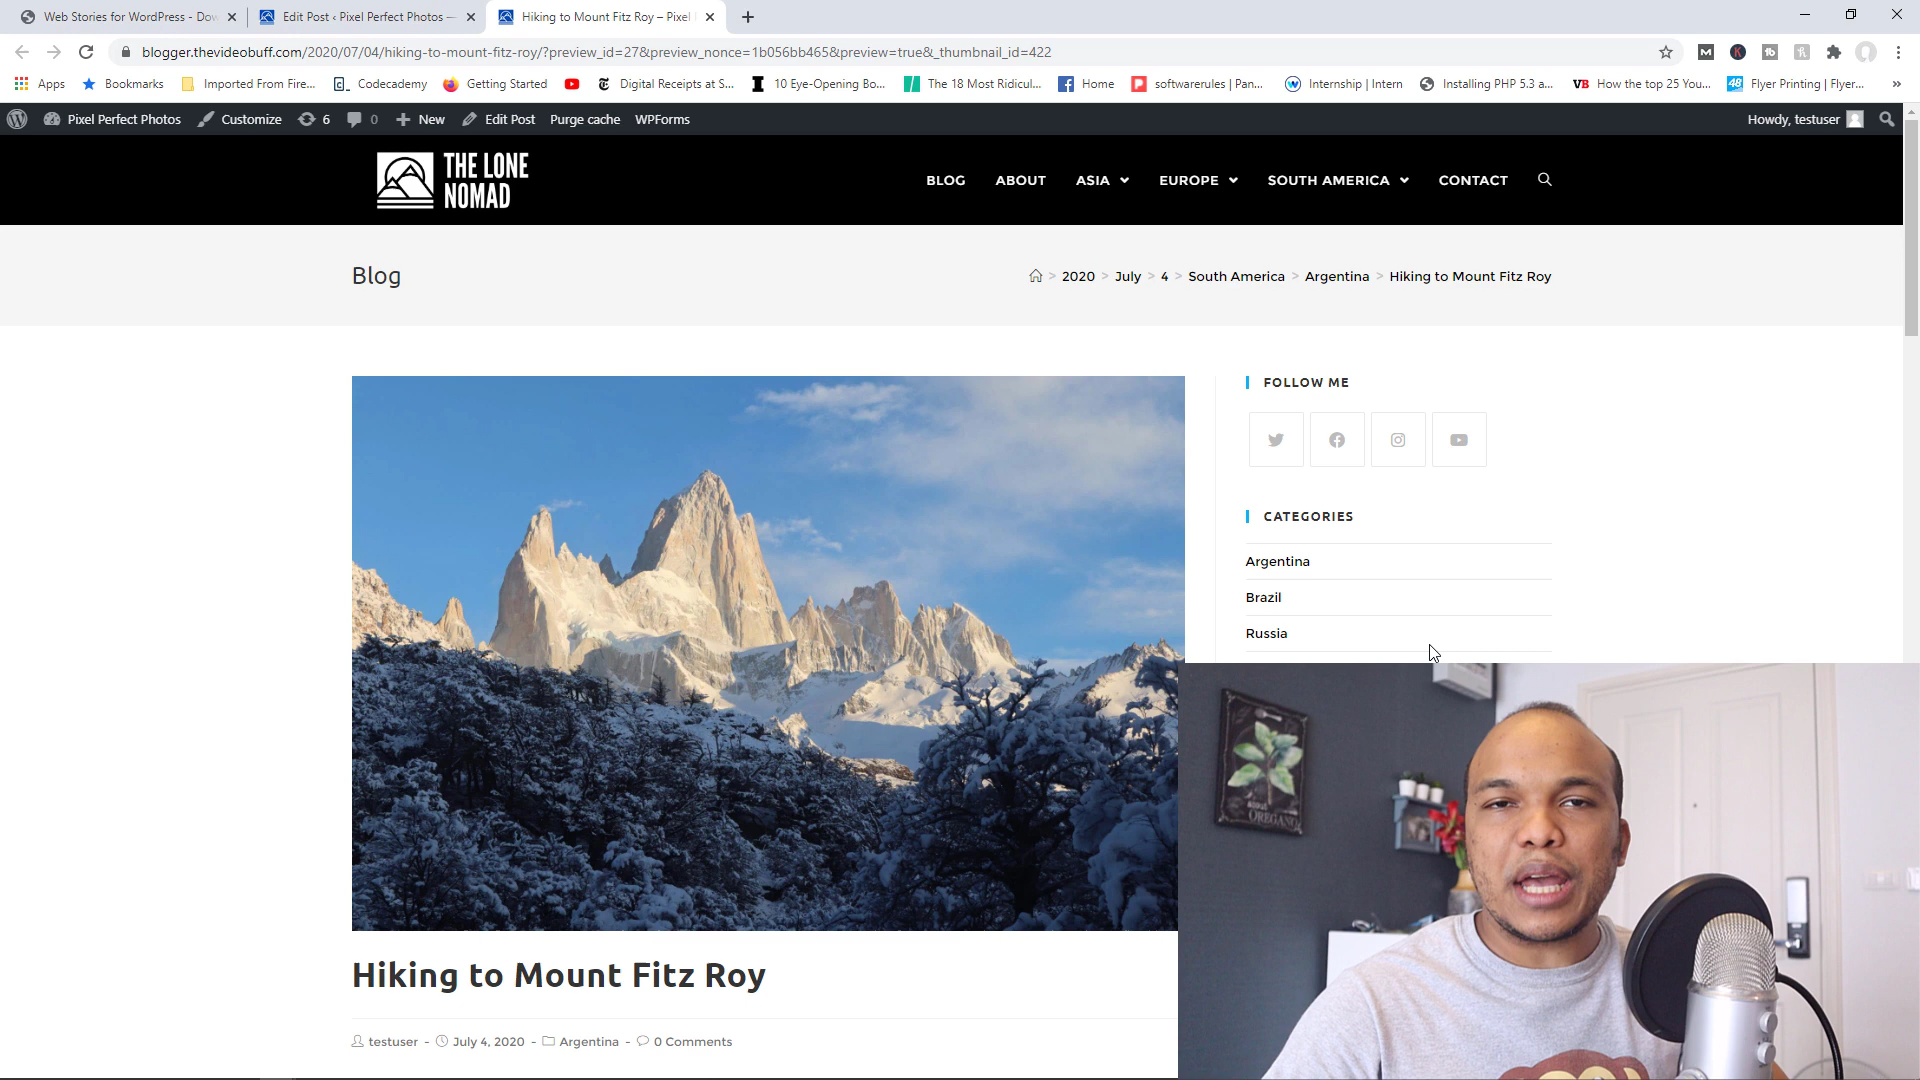 Web Stories for WordPress - Dow
Edit Post ‹ Pixel Perfect Photos —
Hiking to Mount Fitz Roy – Pixel
blogger.thevideobuff.com/2020/07/04/hiking-to-mount-fitz-roy/?preview_id=27&preview_nonce=1b056bb465&preview=true&_thumbnail_id=422
Apps Bookmarks Imported From Fire... Codecademy Getting Started Digital Receipts at S... 10 Eye-Opening Bo... The 18 Most Ridicul... Home softwarerules | Pan... Internship | Intern Installing PHP 5.3 a... VB How the top 25 You... 48 Flyer Printing | Flyer... »
Pixel Perfect Photos Customize 6 0 New Edit Post Purge cache WPForms Howdy, testuser
THE LONE
NOMAD
BLOG ABOUT ASIA EUROPE SOUTH AMERICA CONTACT
Blog
> 2020 > July > 4 > South America > Argentina > Hiking to Mount Fitz Roy
FOLLOW ME
CATEGORIES
Argentina
Brazil
Russia
OREGANO
Hiking to Mount Fitz Roy
testuser - July 4, 2020 - Argentina - 0 Comments